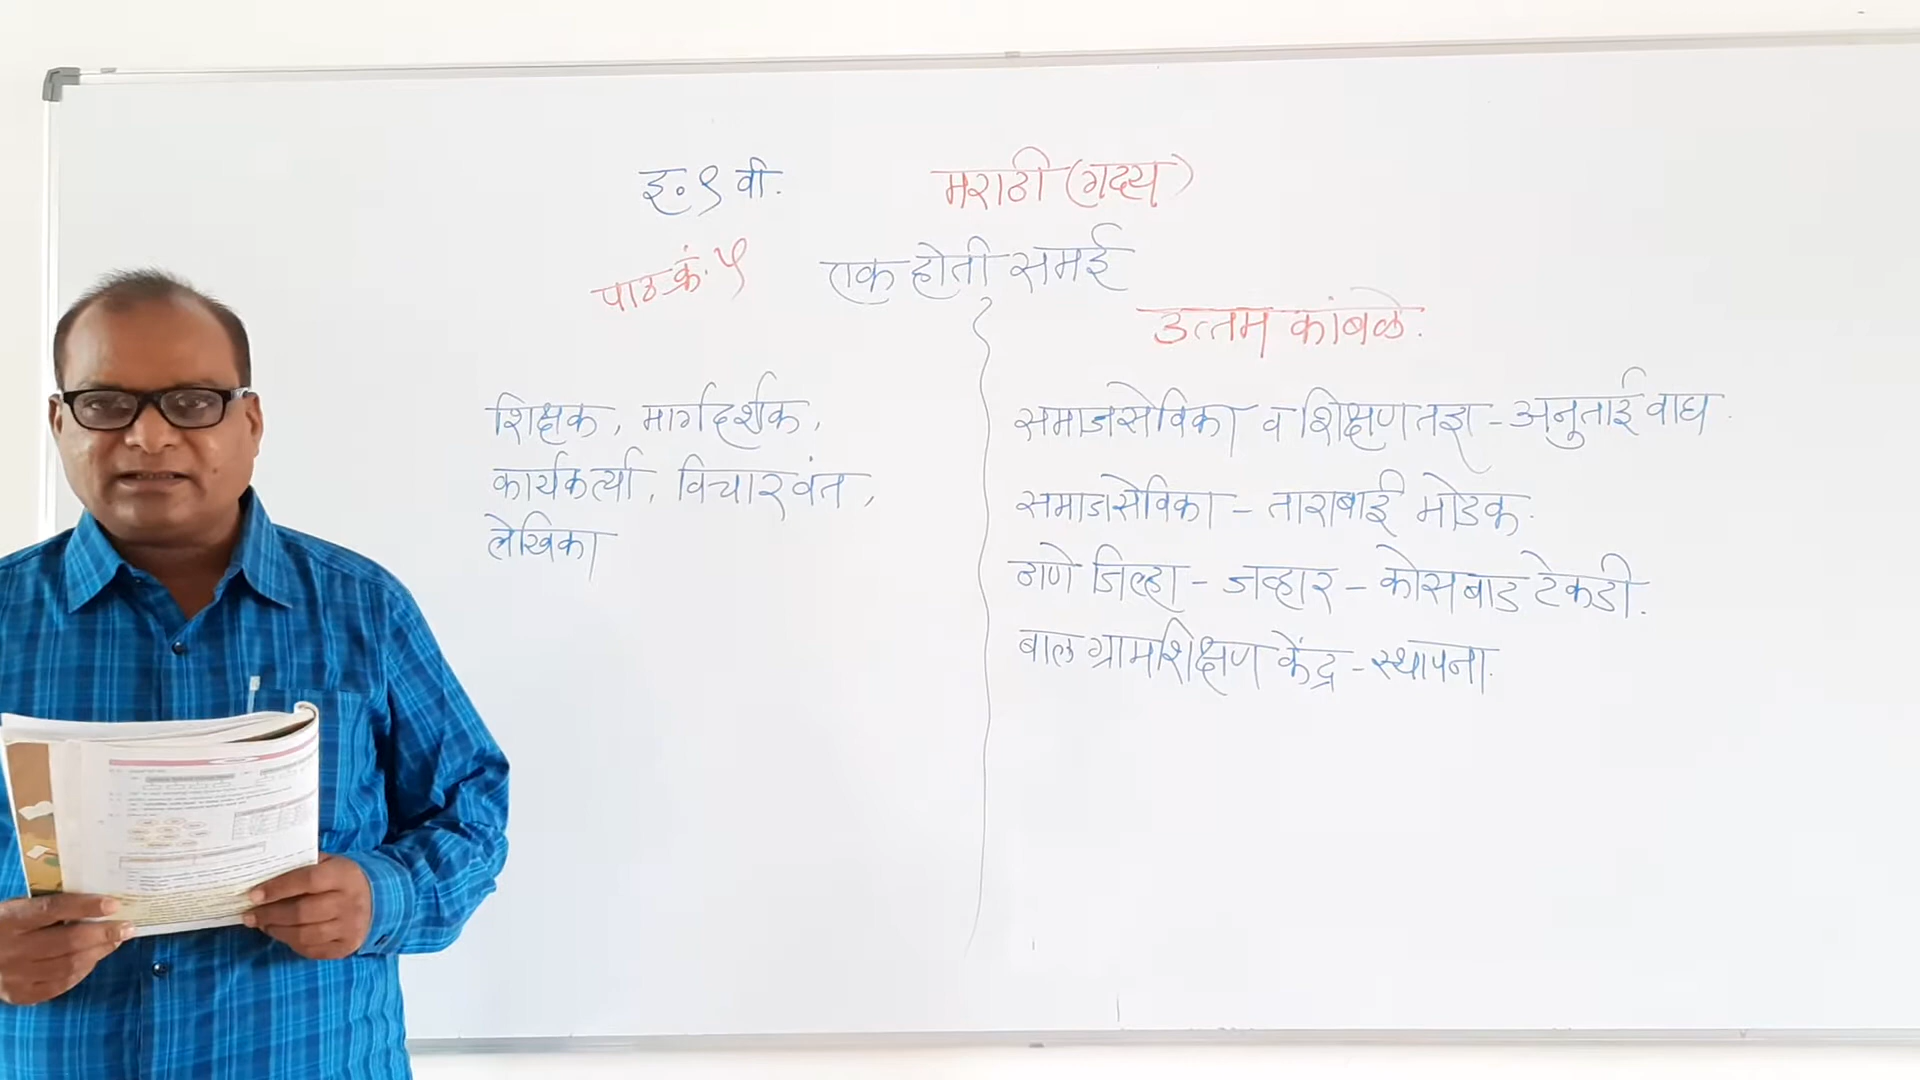 इ. ९ वी. मराठी (गद्य)
पाठ क्रं. ५ एक होती समई
उत्तम कांबळे.
शिक्षक, मार्गदर्शक,
कार्यकर्त्या, विचारवंत,
लेखिका
समाजसेविका व शिक्षणतज्ञ - अनुताई वाघ.
समाजसेविका - ताराबाई मोडक.
ठाणे जिल्हा - जव्हार - कोसबाड टेकडी.
बाल ग्रामशिक्षण केंद्र - स्थापना.